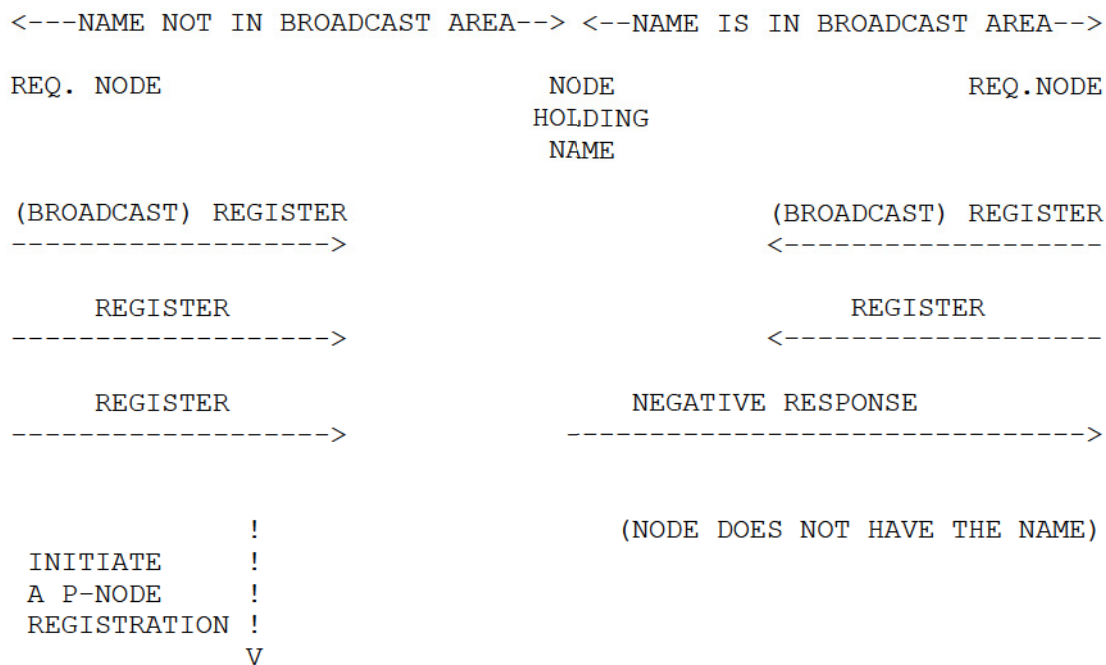 <---NAME NOT IN BROADCAST AREA--> <--NAME IS IN BROADCAST AREA-->
REQ. NODE NODE REQ.NODE
HOLDING
NAME
(BROADCAST) REGISTER (BROADCAST) REGISTER
-------------------> <-------------------
REGISTER REGISTER
-------------------> <-------------------
REGISTER NEGATIVE RESPONSE
-------------------> ------------------------------->
! (NODE DOES NOT HAVE THE NAME)
INITIATE !
A P-NODE !
REGISTRATION !
V